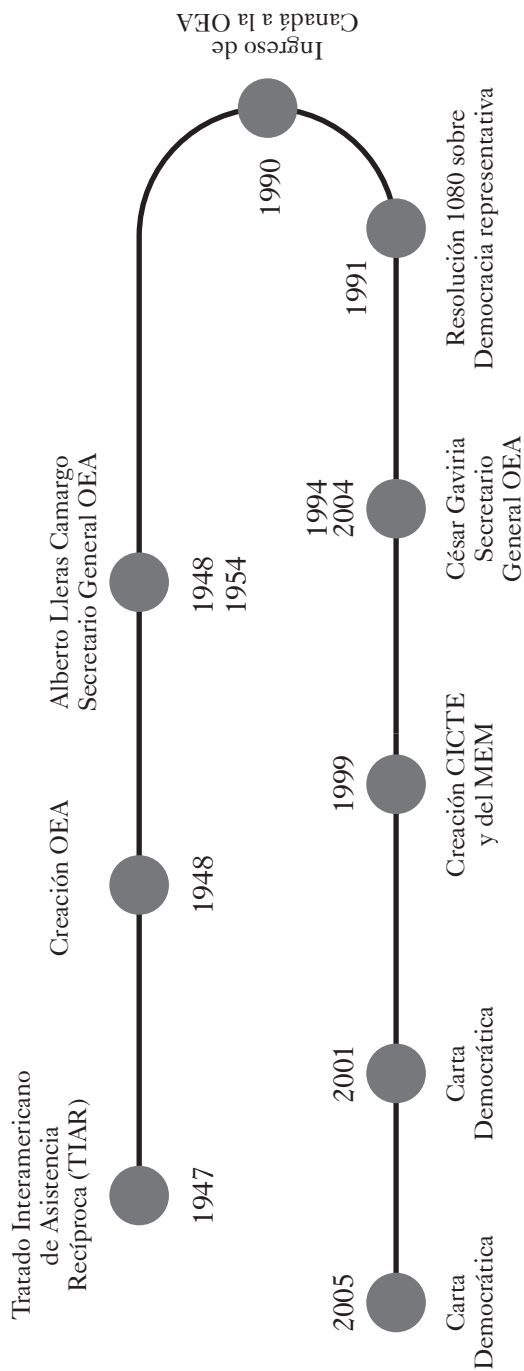 Tratado Interamericano
de Asistencia
Recíproca (TIAR)
1947
Creación OEA
1948
Alberto Lleras Camargo
Secretario General OEA
1948
1954
Ingreso de
Canadá a la OEA
1990
1991
Resolución 1080 sobre
Democracia representativa
1994
2004
César Gaviria
Secretario
General OEA
1999
Creación CICTE
y del MEM
2001
Carta
Democrática
2005
Carta
Democrática